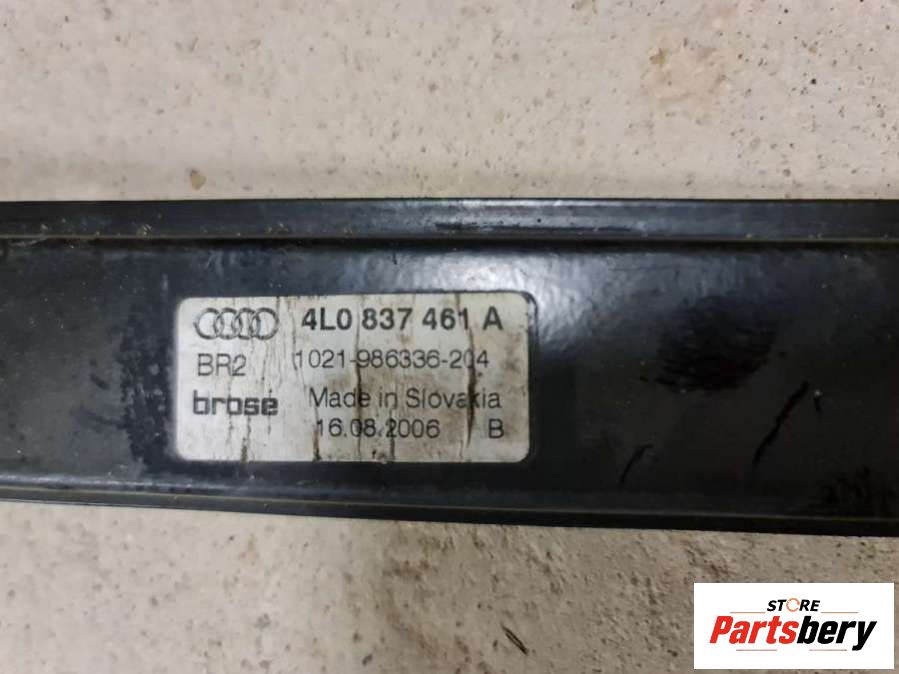 4L0 837 461 A
BR2 1021-986336-204
brose Made in Slovakia
16.08.2006 B
STORE
Partsbery